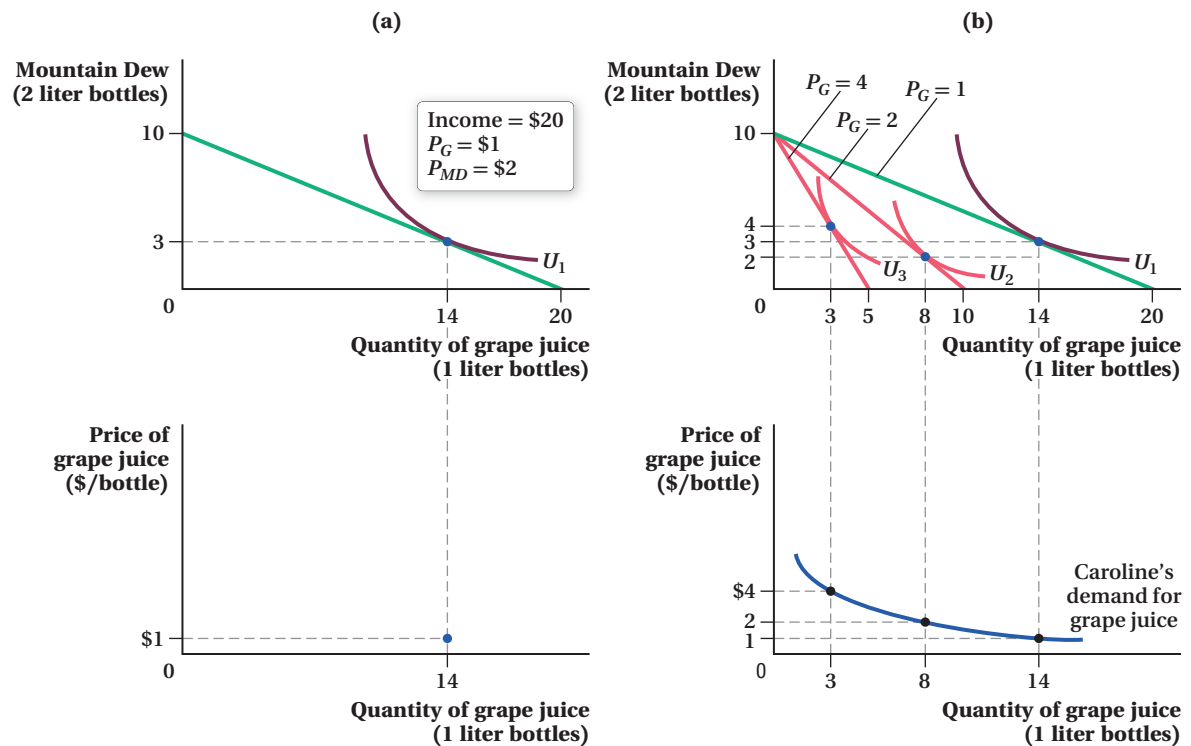 (a)
Mountain Dew
(2 liter bottles)
Income = $20
P_G = $1
P_MD = $2
10
3
U_1
0
14
20
Quantity of grape juice
(1 liter bottles)
Price of
grape juice
($/bottle)
$1
0
14
Quantity of grape juice
(1 liter bottles)
(b)
Mountain Dew
(2 liter bottles)
P_G = 4
P_G = 1
P_G = 2
10
4
3
2
U_3
U_2
U_1
0
3
5
8
10
14
20
Quantity of grape juice
(1 liter bottles)
Price of
grape juice
($/bottle)
$4
2
1
Caroline's
demand for
grape juice
0
3
8
14
Quantity of grape juice
(1 liter bottles)